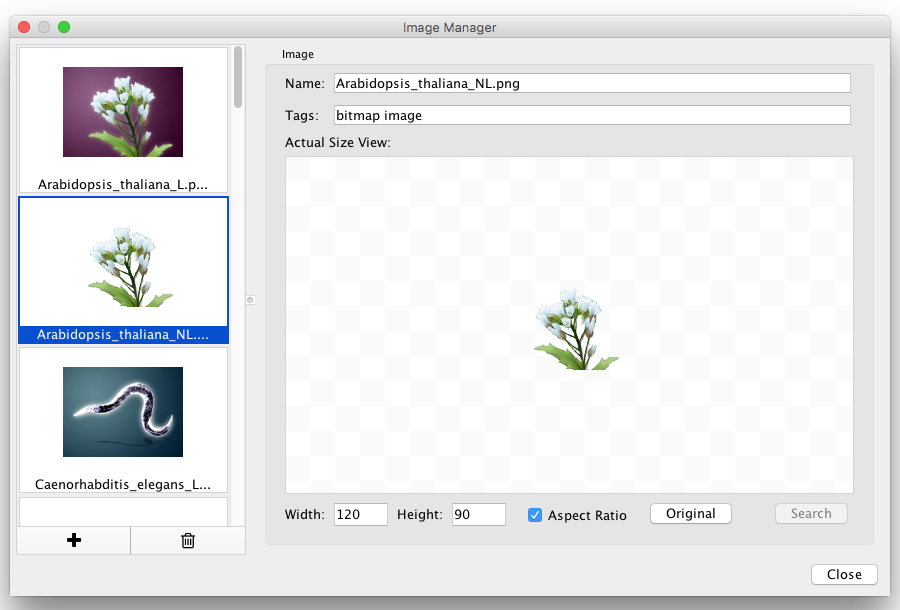 Image Manager
Arabidopsis_thaliana_L.p...
Arabidopsis_thaliana_NL....
Caenorhabditis_elegans_L...
Image
Name: Arabidopsis_thaliana_NL.png
Tags: bitmap image
Actual Size View:
Width: 120 Height: 90 Aspect Ratio Original Search
Close